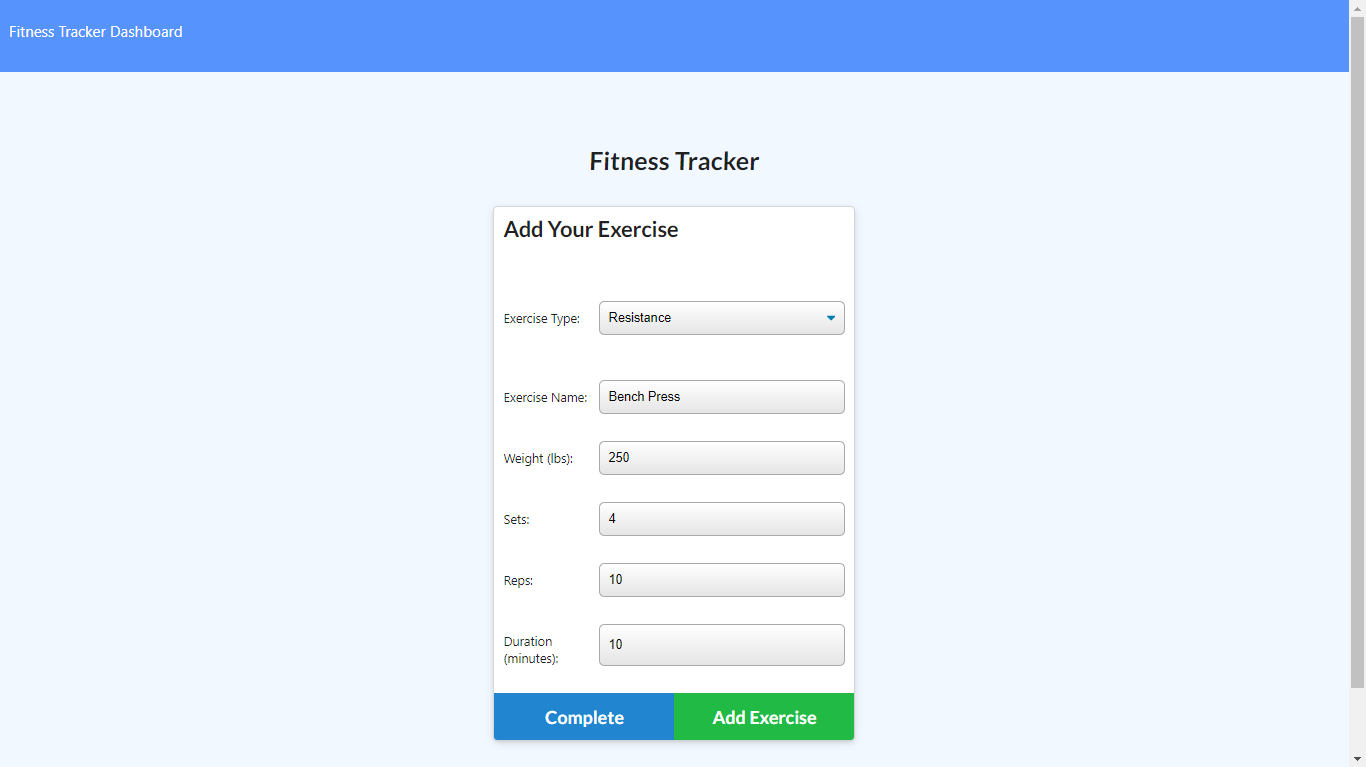 Fitness Tracker Dashboard
Fitness Tracker
Add Your Exercise
Exercise Type: Resistance
Exercise Name: Bench Press
Weight (lbs): 250
Sets: 4
Reps: 10
Duration
(minutes): 10
Complete Add Exercise